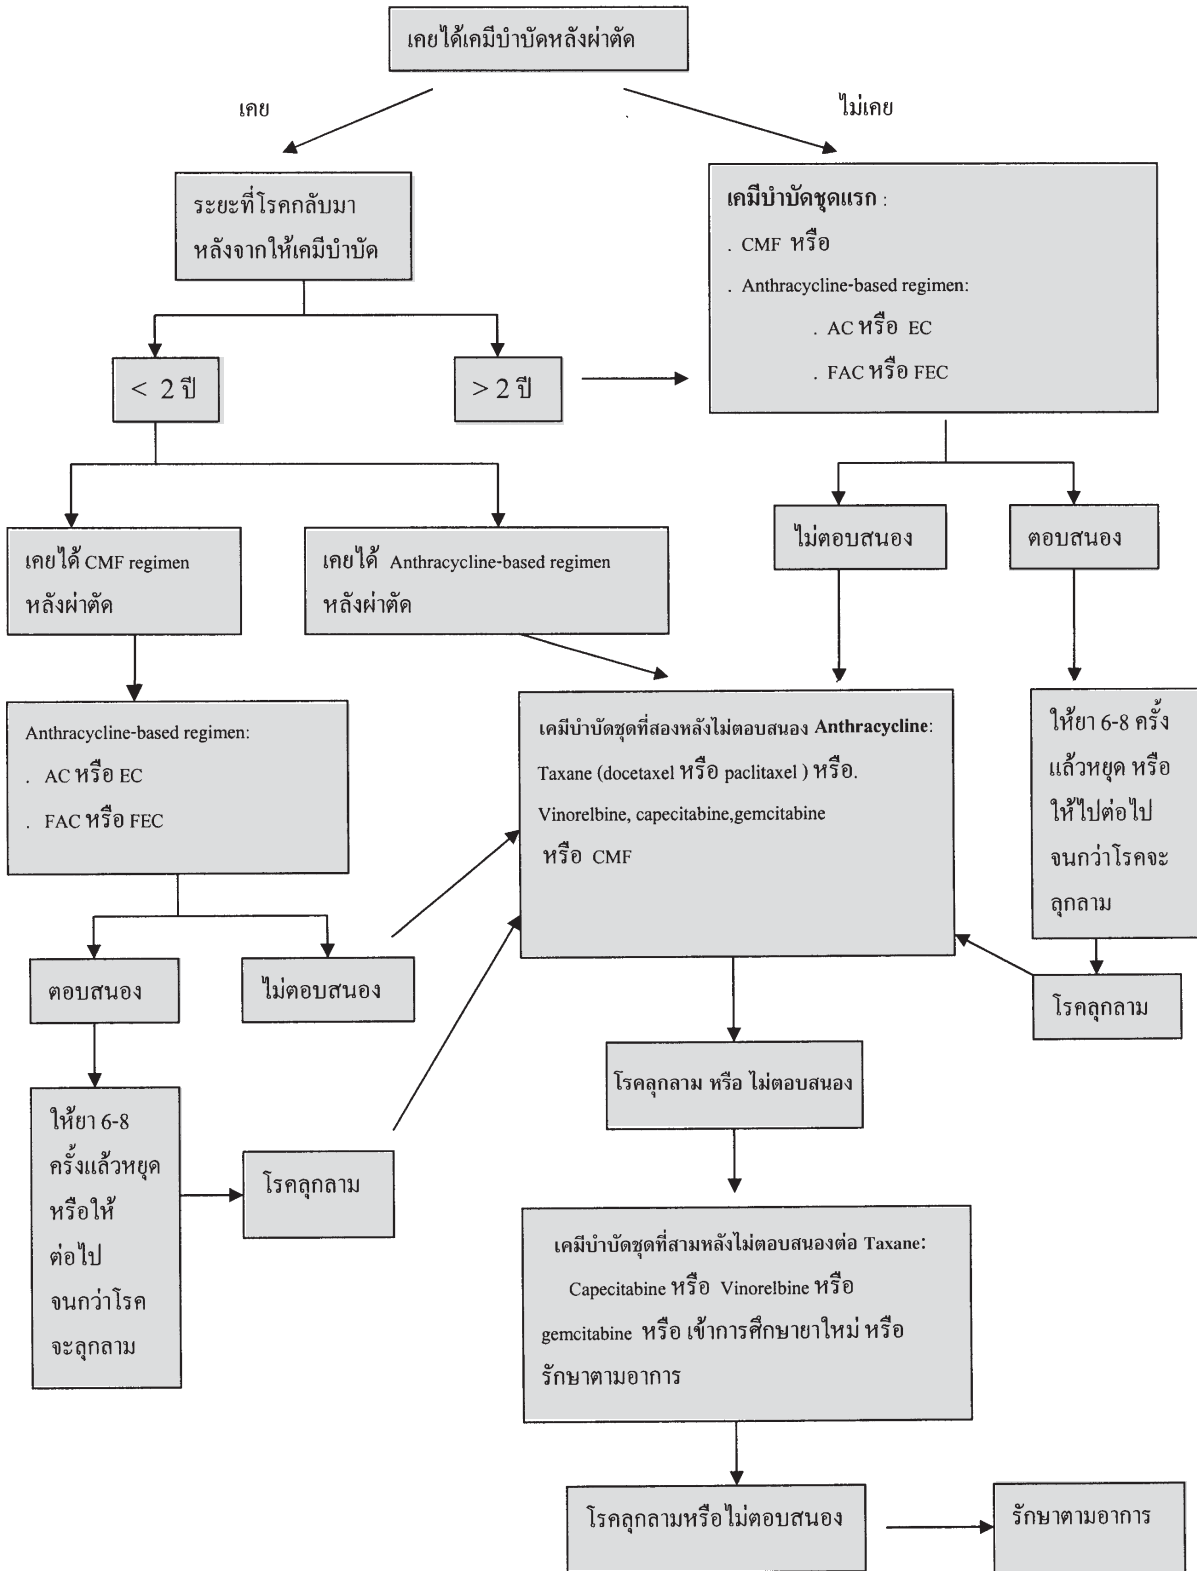 เคยได้เคมีบำบัดหลังผ่าตัด
เคย
ไม่เคย
ระยะที่โรคกลับมา
หลังจากให้เคมีบำบัด
เคมีบำบัดชุดแรก :
. CMF หรือ
. Anthracycline-based regimen:
. AC หรือ EC
. FAC หรือ FEC
< 2 ปี
> 2 ปี
ไม่ตอบสนอง
ตอบสนอง
เคยได้ CMF regimen
หลังผ่าตัด
เคยได้ Anthracycline-based regimen
หลังผ่าตัด
Anthracycline-based regimen:
. AC หรือ EC
. FAC หรือ FEC
เคมีบำบัดชุดที่สองหลังไม่ตอบสนอง Anthracycline:
Taxane (docetaxel หรือ paclitaxel ) หรือ.
Vinorelbine, capecitabine,gemcitabine
หรือ CMF
ให้ยา 6-8 ครั้ง
แล้วหยุด หรือ
ให้ไปต่อไป
จนกว่าโรคจะ
ลุกลาม
ตอบสนอง
ไม่ตอบสนอง
โรคลุกลาม
โรคลุกลาม หรือ ไม่ตอบสนอง
ให้ยา 6-8
ครั้งแล้วหยุด
หรือให้
ต่อไป
จนกว่าโรค
จะลุกลาม
โรคลุกลาม
เคมีบำบัดชุดที่สามหลังไม่ตอบสนองต่อ Taxane:
Capecitabine หรือ Vinorelbine หรือ
gemcitabine หรือ เข้าการศึกษายาใหม่ หรือ
รักษาตามอาการ
โรคลุกลามหรือไม่ตอบสนอง
รักษาตามอาการ